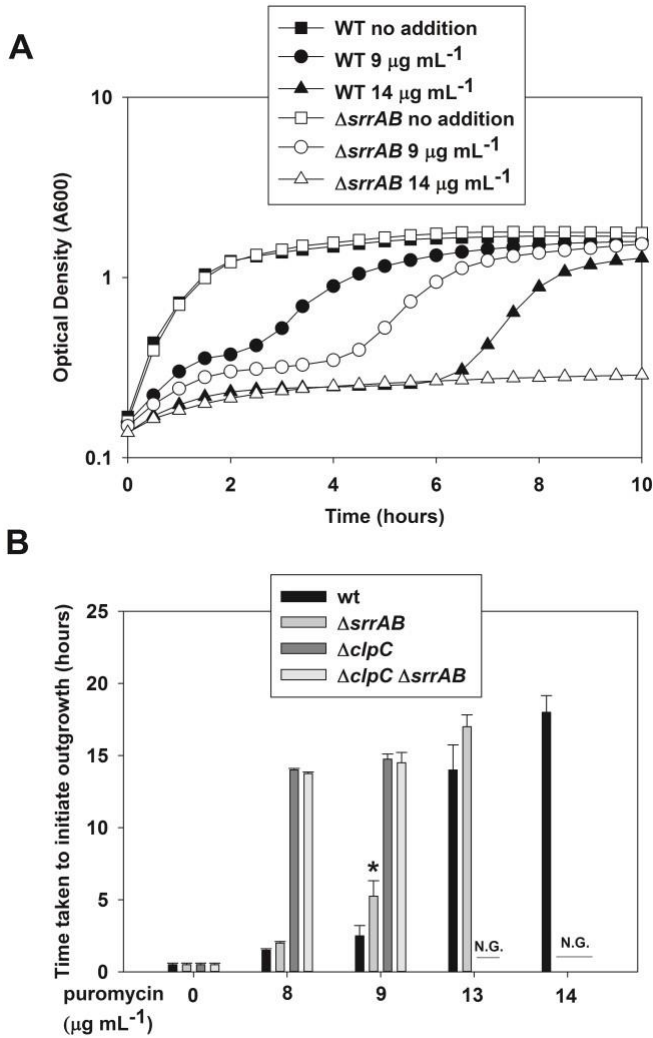 A
WT no addition
WT 9 μg mL-1
WT 14 μg mL-1
ΔsrrAB no addition
ΔsrrAB 9 μg mL-1
ΔsrrAB 14 μg mL-1
10
1
0.1
Optical Density (A600)
0 2 4 6 8 10
Time (hours)
B
wt
ΔsrrAB
ΔclpC
ΔclpC ΔsrrAB
25
20
15
10
5
0
Time taken to initiate outgrowth (hours)
*
N.G.
N.G.
puromycin 0 8 9 13 14
(μg mL-1)